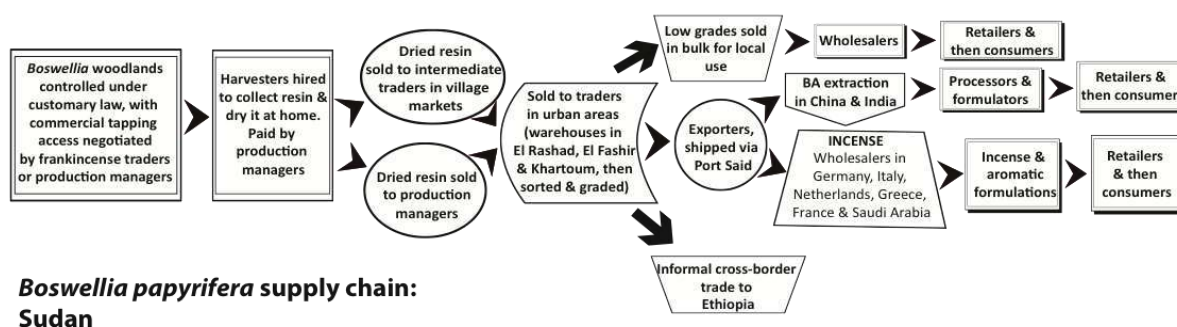 Boswellia woodlands
controlled under
customary law, with
commercial tapping
access negotiated
by frankincense traders
or production managers
Harvesters hired
to collect resin &
dry it at home.
Paid by
production
managers
Dried resin
sold to intermediate
traders in village
markets
Dried resin sold
to production
managers
Sold to traders
in urban areas
(warehouses in
El Rashad, El Fashir
& Khartoum, then
sorted & graded)
Low grades sold
in bulk for local
use
Wholesalers
Retailers &
then consumers
Exporters,
shipped via
Port Said
BA extraction
in China & India
Processors &
formulators
Retailers &
then consumer
INCENSE
Wholesalers in
Germany, Italy,
Netherlands, Greece,
France & Saudi Arabia
Incense &
aromatic
formulations
Retailers
& then
consumers
Informal cross-border
trade to
Ethiopia
Boswellia papyrifera supply chain:
Sudan